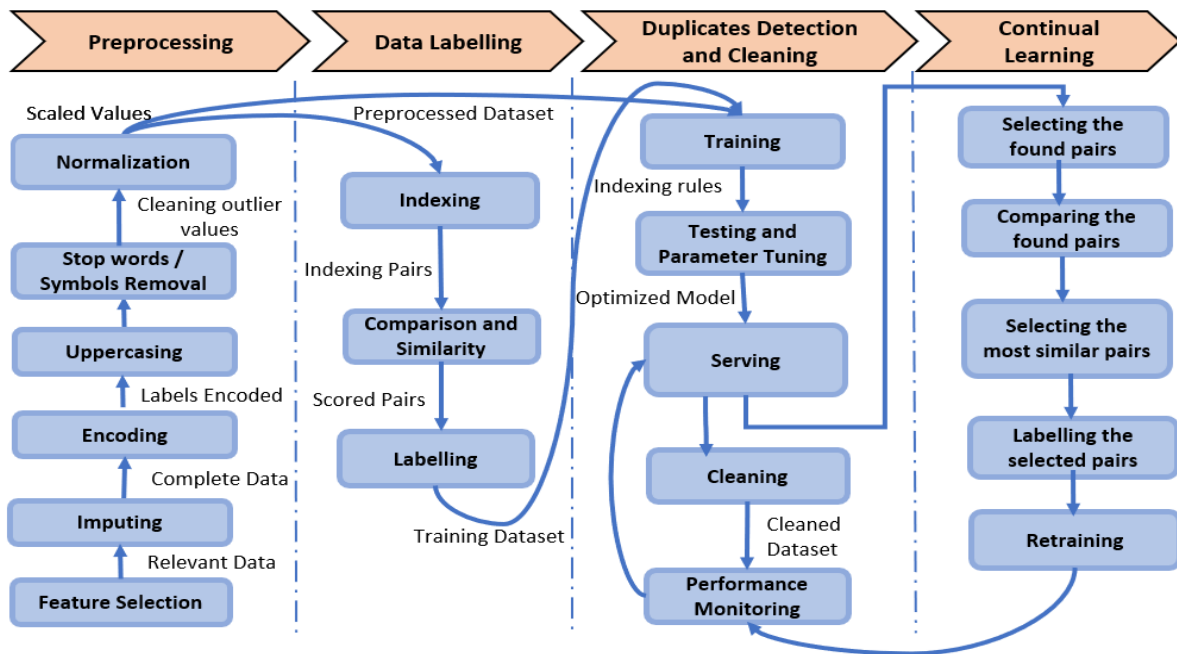 Preprocessing
Data Labelling
Duplicates Detection
and Cleaning
Continual
Learning
Scaled Values
Normalization
Cleaning outlier
values
Stop words /
Symbols Removal
Uppercasing
Labels Encoded
Encoding
Complete Data
Imputing
Relevant Data
Feature Selection
Preprocessed Dataset
Indexing
Indexing Pairs
Comparison and
Similarity
Scored Pairs
Labelling
Training Dataset
Training
Indexing rules
Testing and
Parameter Tuning
Optimized Model
Serving
Cleaning
Cleaned
Dataset
Performance
Monitoring
Selecting the
found pairs
Comparing the
found pairs
Selecting the
most similar pairs
Labelling the
selected pairs
Retraining